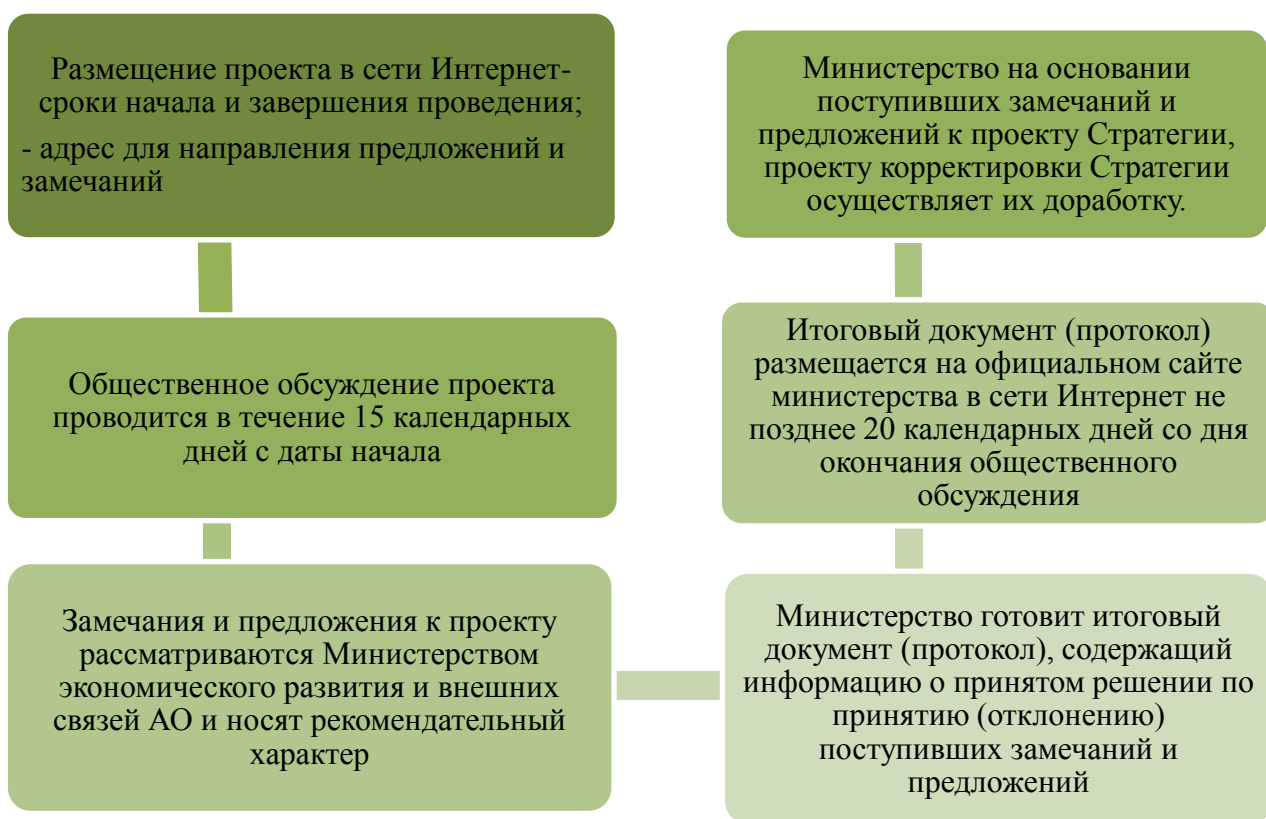 Размещение проекта в сети Интернет-
сроки начала и завершения проведения;
- адрес для направления предложений и
замечаний
Общественное обсуждение проекта
проводится в течение 15 календарных
дней с даты начала
Замечания и предложения к проекту
рассматриваются Министерством
экономического развития и внешних
связей АО и носят рекомендательный
характер
Министерство готовит итоговый
документ (протокол), содержащий
информацию о принятом решении по
принятию (отклонению)
поступивших замечаний и
предложений
Итоговый документ (протокол)
размещается на официальном сайте
министерства в сети Интернет не
позднее 20 календарных дней со дня
окончания общественного
обсуждения
Министерство на основании
поступивших замечаний и
предложений к проекту Стратегии,
проекту корректировки Стратегии
осуществляет их доработку.